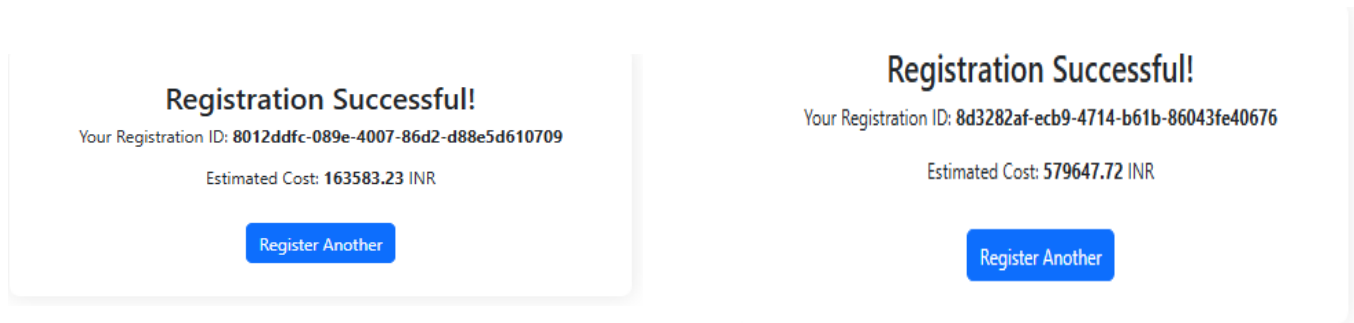 Registration Successful!
Your Registration ID: 8012ddfc-089e-4007-86d2-d88e5d610709
Estimated Cost: 163583.23 INR
Register Another
Registration Successful!
Your Registration ID: 8d3282af-ecb9-4714-b61b-86043fe40676
Estimated Cost: 579647.72 INR
Register Another